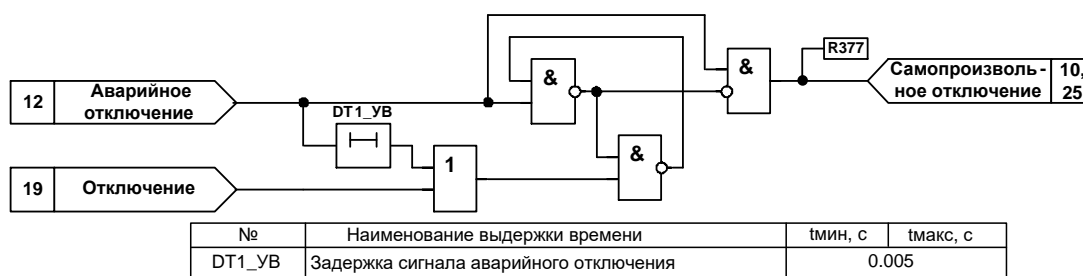 R377
&
&
Самопроизволь-
ное отключение
10,
25
12
Аварийное
отключение
DT1_УВ
&
1
19
Отключение
№
Наименование выдержки времени
tмин, с
tмакс, с
DT1_УВ
Задержка сигнала аварийного отключения
0.005